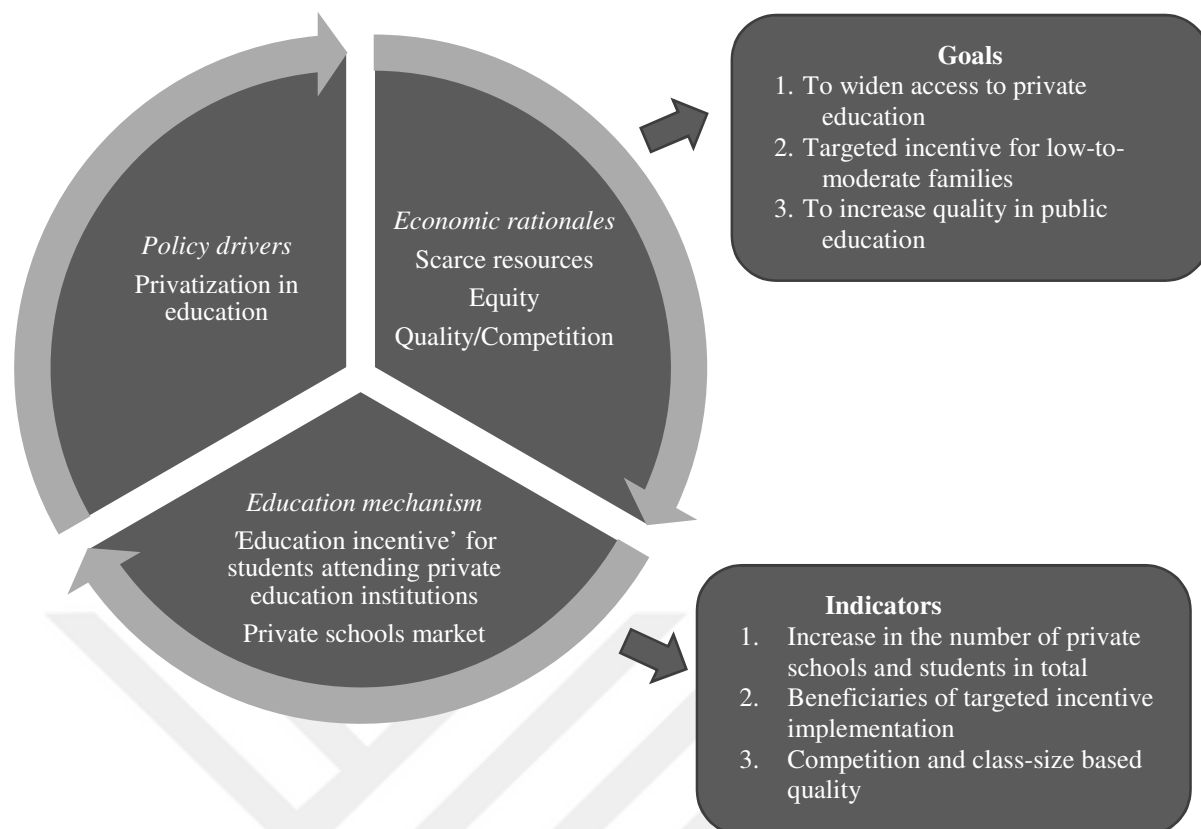 Policy drivers
Privatization in
education
Economic rationales
Scarce resources
Equity
Quality/Competition
Education mechanism
'Education incentive’ for
students attending private
education institutions
Private schools market
Goals
1. To widen access to private
education
2. Targeted incentive for low-to-
moderate families
3. To increase quality in public
education
Indicators
1. Increase in the number of private
schools and students in total
2. Beneficiaries of targeted incentive
implementation
3. Competition and class-size based
quality